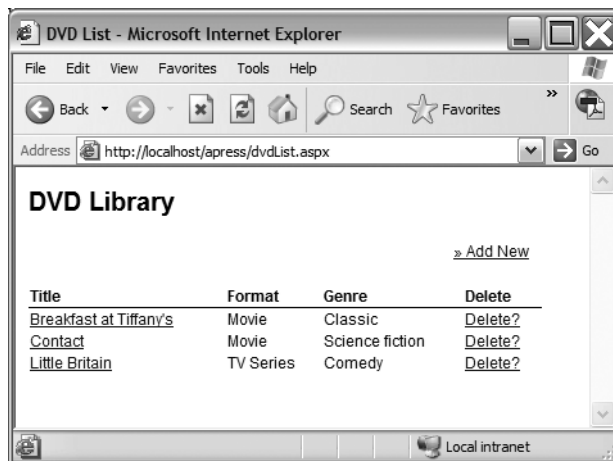 DVD List - Microsoft Internet Explorer
File Edit View Favorites Tools Help
Back Search Favorites »
Address http://localhost/apress/dvdList.aspx Go
DVD Library
» Add New
Title Format Genre Delete
Breakfast at Tiffany's Movie Classic Delete?
Contact Movie Science fiction Delete?
Little Britain TV Series Comedy Delete?
Local intranet